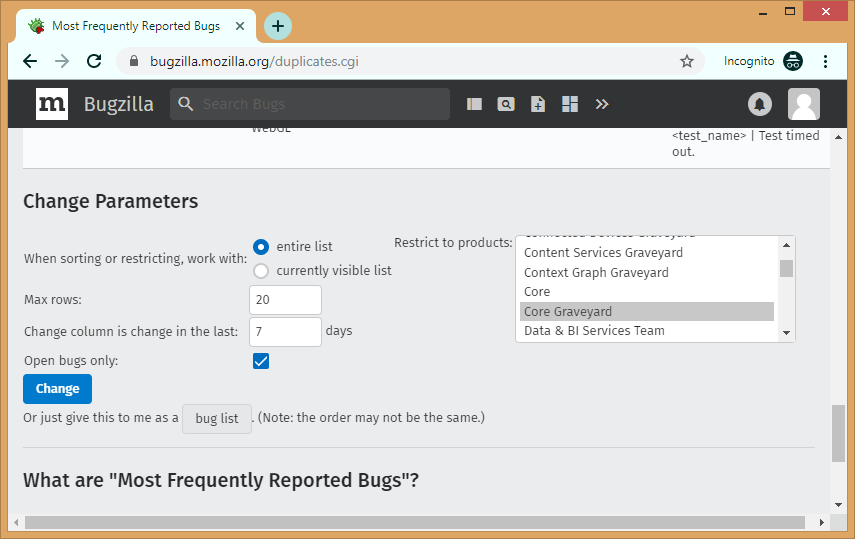 Most Frequently Reported Bugs
bugzilla.mozilla.org/duplicates.cgi
Incognito
m
Bugzilla
Search Bugs
WebGL
<test_name> | Test timed
out.
Change Parameters
When sorting or restricting, work with:
entire list
currently visible list
Restrict to products:
Connected Devices Graveyard
Content Services Graveyard
Context Graph Graveyard
Core
Core Graveyard
Data & BI Services Team
Max rows:
20
Change column is change in the last:
7
days
Open bugs only:
Change
Or just give this to me as a bug list . (Note: the order may not be the same.)
What are "Most Frequently Reported Bugs"?